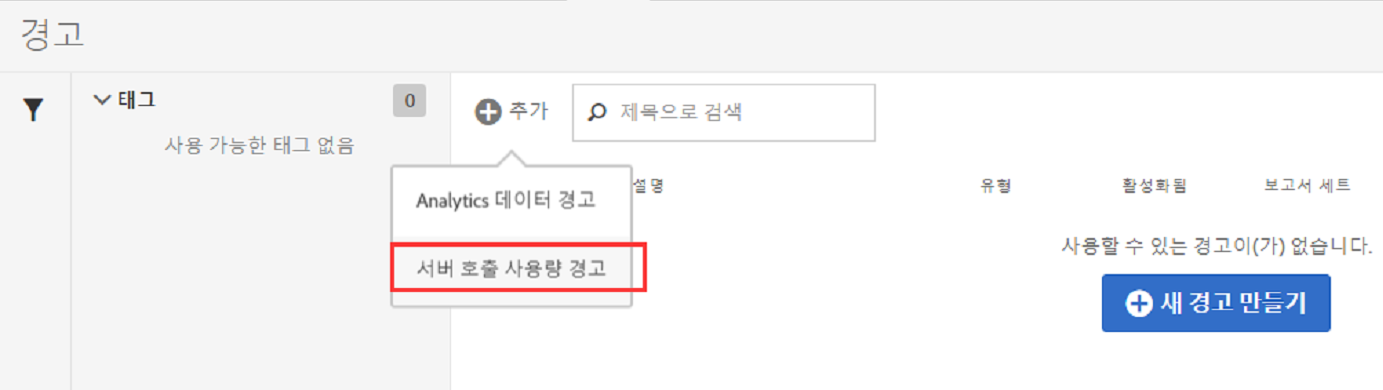 경고
태그
0
사용 가능한 태그 없음
추가
제목으로 검색
Analytics 데이터 경고
서버 호출 사용량 경고
설명
유형
활성화됨
보고서 세트
사용할 수 있는 경고이(가) 없습니다.
새 경고 만들기